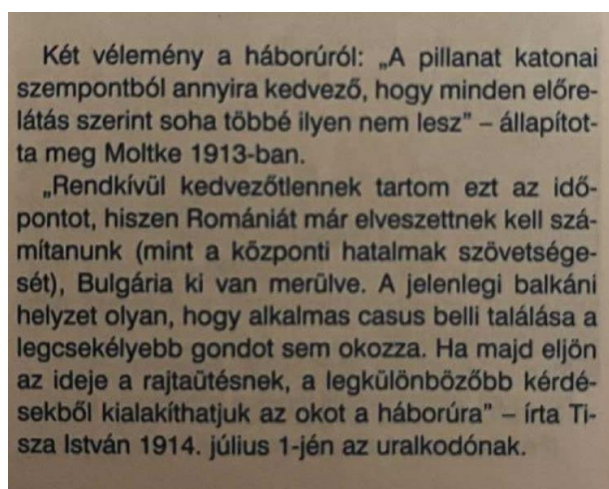 Két vélemény a háborúról: „A pillanat katonai
szempontból annyira kedvező, hogy minden előre-
látás szerint soha többé ilyen nem lesz” – állapítot-
ta meg Moltke 1913-ban.
„Rendkívül kedvezőtlennek tartom ezt az idő-
pontot, hiszen Romániát már elveszettnek kell szá-
mítanunk (mint a központi hatalmak szövetsége-
sét), Bulgária ki van merülve. A jelenlegi balkáni
helyzet olyan, hogy alkalmas casus belli találása a
legcsekélyebb gondot sem okozza. Ha majd eljön
az ideje a rajtaütésnek, a legkülönbözőbb kérdé-
sekből kialakíthatjuk az okot a háborúra” – írta Ti-
sza István 1914. július 1-jén az uralkodónak.